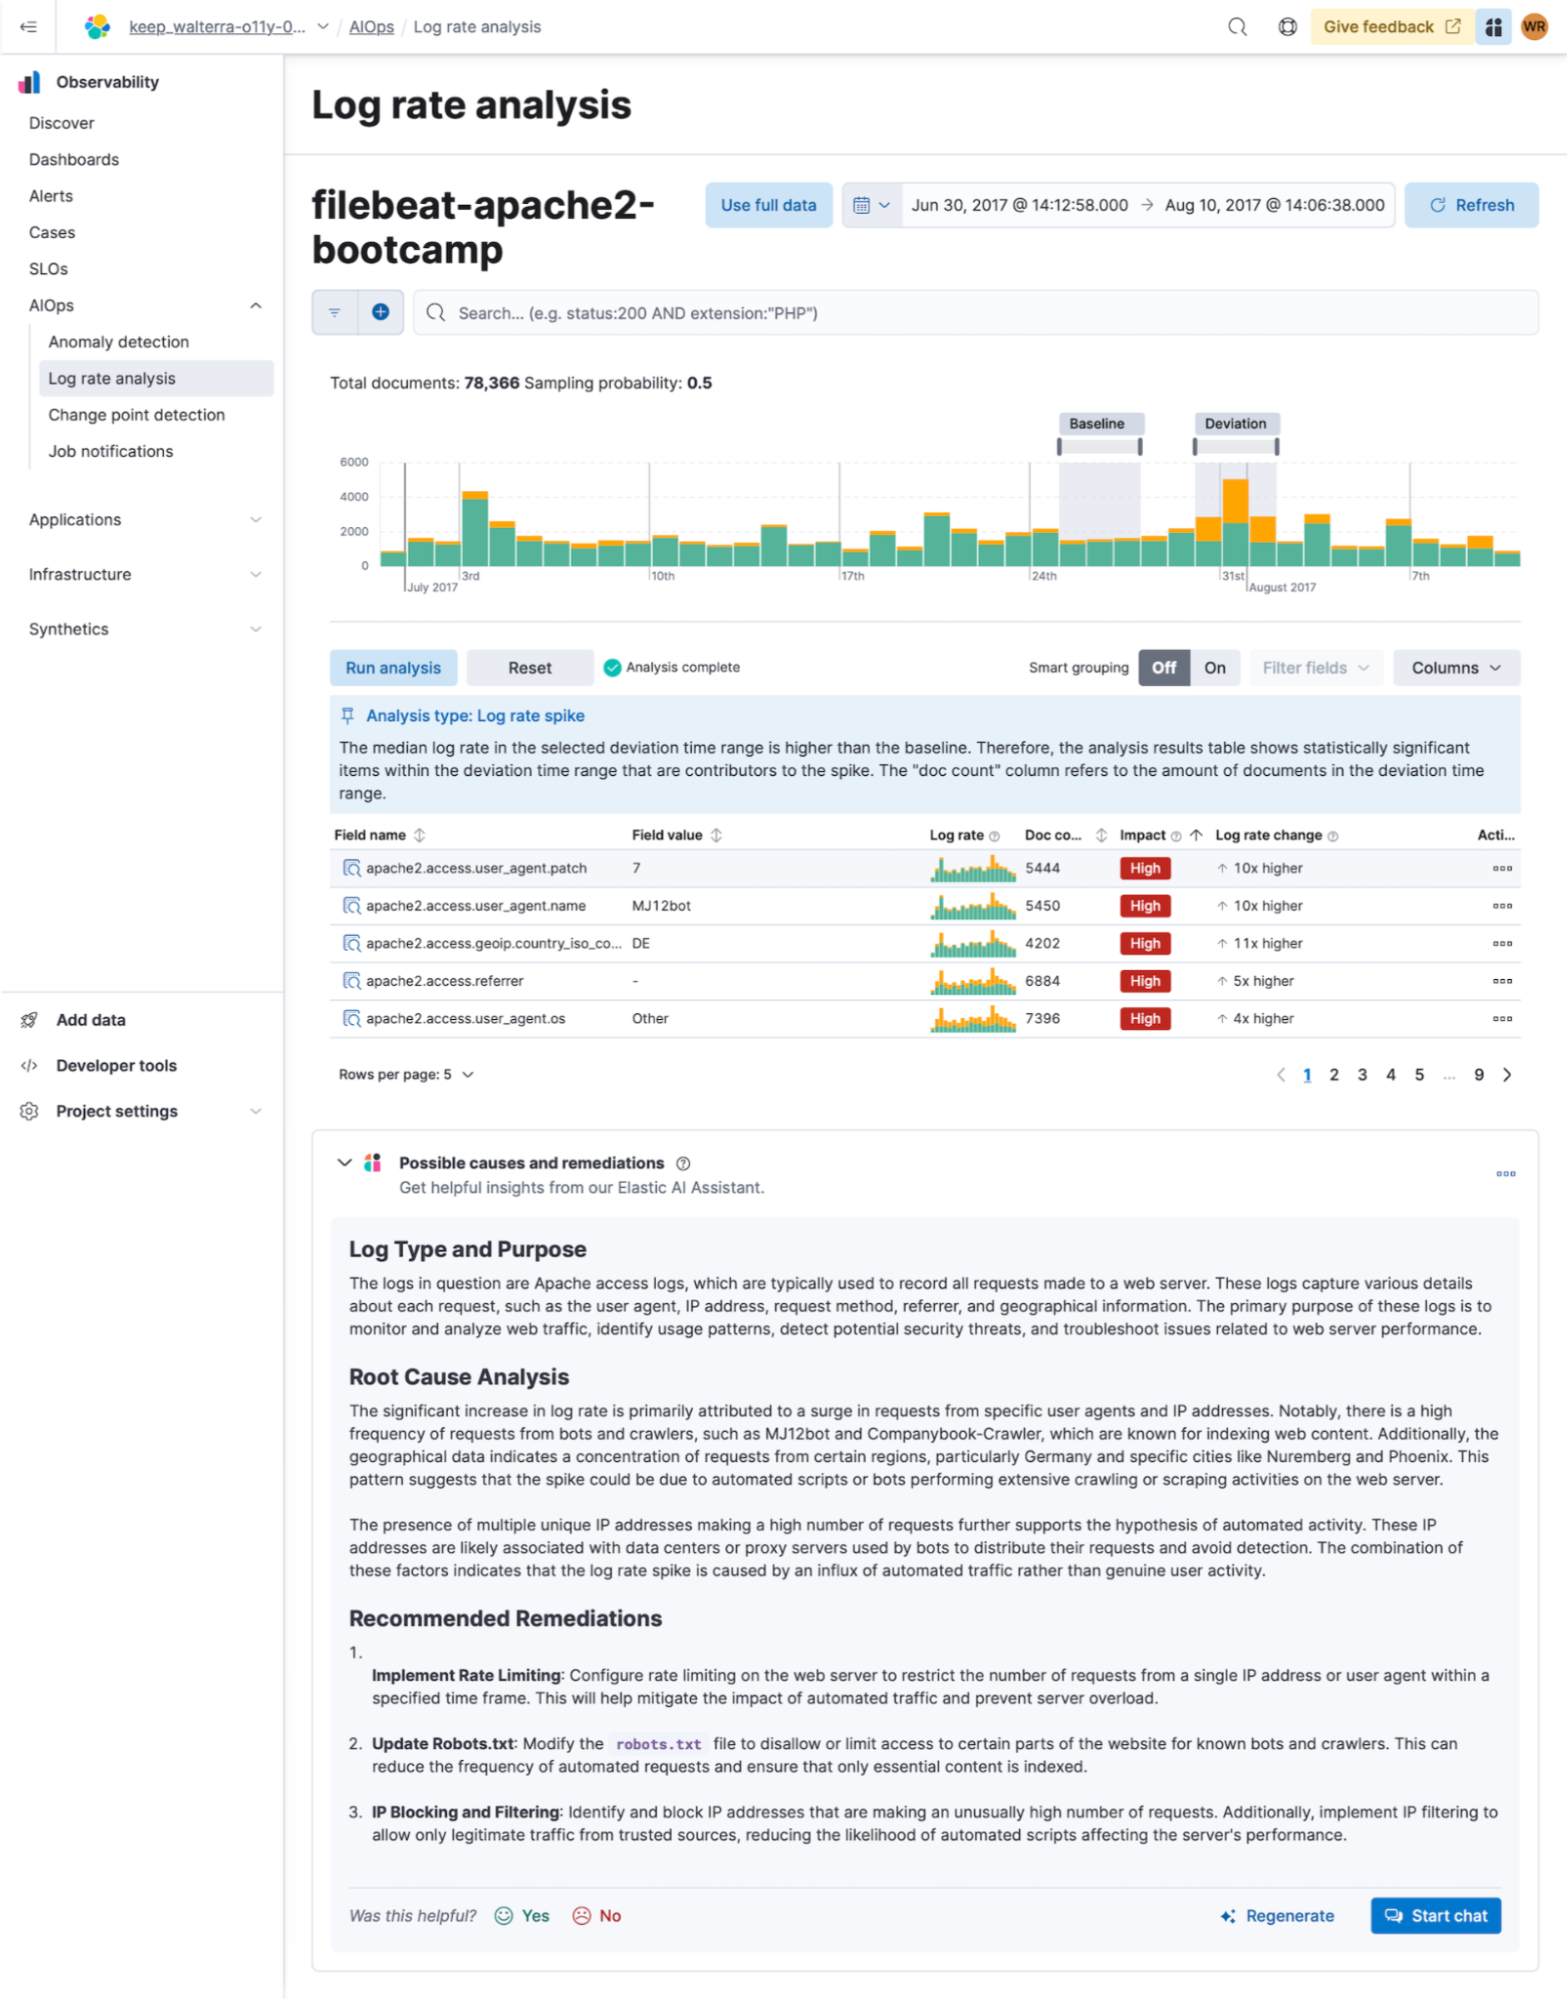 keep_walterra-o11y-0... / AIOps / Log rate analysis
Give feedback
WR
Observability
Discover
Dashboards
Alerts
Cases
SLOs
AIOps
Anomaly detection
Log rate analysis
Change point detection
Job notifications
Applications
Infrastructure
Synthetics
Add data
Developer tools
Project settings
Log rate analysis
filebeat-apache2-
bootcamp
Use full data
Jun 30, 2017 @ 14:12:58.000 → Aug 10, 2017 @ 14:06:38.000
Refresh
Search... (e.g. status:200 AND extension:"PHP")
Total documents: 78,366 Sampling probability: 0.5
Baseline
Deviation
6000
4000
2000
0
3rd
10th
17th
24th
31st
7th
July 2017
August 2017
Run analysis
Reset
Analysis complete
Smart grouping
Off
On
Filter fields
Columns
Analysis type: Log rate spike
The median log rate in the selected deviation time range is higher than the baseline. Therefore, the analysis results table shows statistically significant
items within the deviation time range that are contributors to the spike. The "doc count" column refers to the amount of documents in the deviation time
range.
Field name Field value Log rate Doc co... Impact Log rate change Acti...
apache2.access.user_agent.patch 7 5444 High ↑ 10x higher
apache2.access.user_agent.name MJ12bot 5450 High ↑ 10x higher
apache2.access.geoip.country_iso_co... DE 4202 High ↑ 11x higher
apache2.access.referrer - 6884 High ↑ 5x higher
apache2.access.user_agent.os Other 7396 High ↑ 4x higher
Rows per page: 5
1 2 3 4 5 ... 9
Possible causes and remediations
Get helpful insights from our Elastic AI Assistant.
Log Type and Purpose
The logs in question are Apache access logs, which are typically used to record all requests made to a web server. These logs capture various details
about each request, such as the user agent, IP address, request method, referrer, and geographical information. The primary purpose of these logs is to
monitor and analyze web traffic, identify usage patterns, detect potential security threats, and troubleshoot issues related to web server performance.
Root Cause Analysis
The significant increase in log rate is primarily attributed to a surge in requests from specific user agents and IP addresses. Notably, there is a high
frequency of requests from bots and crawlers, such as MJ12bot and Companybook-Crawler, which are known for indexing web content. Additionally, the
geographical data indicates a concentration of requests from certain regions, particularly Germany and specific cities like Nuremberg and Phoenix. This
pattern suggests that the spike could be due to automated scripts or bots performing extensive crawling or scraping activities on the web server.
The presence of multiple unique IP addresses making a high number of requests further supports the hypothesis of automated activity. These IP
addresses are likely associated with data centers or proxy servers used by bots to distribute their requests and avoid detection. The combination of
these factors indicates that the log rate spike is caused by an influx of automated traffic rather than genuine user activity.
Recommended Remediations
1.
Implement Rate Limiting: Configure rate limiting on the web server to restrict the number of requests from a single IP address or user agent within a
specified time frame. This will help mitigate the impact of automated traffic and prevent server overload.
2. Update Robots.txt: Modify the robots.txt file to disallow or limit access to certain parts of the website for known bots and crawlers. This can
reduce the frequency of automated requests and ensure that only essential content is indexed.
3. IP Blocking and Filtering: Identify and block IP addresses that are making an unusually high number of requests. Additionally, implement IP filtering to
allow only legitimate traffic from trusted sources, reducing the likelihood of automated scripts affecting the server's performance.
Was this helpful? Yes No
Regenerate
Start chat